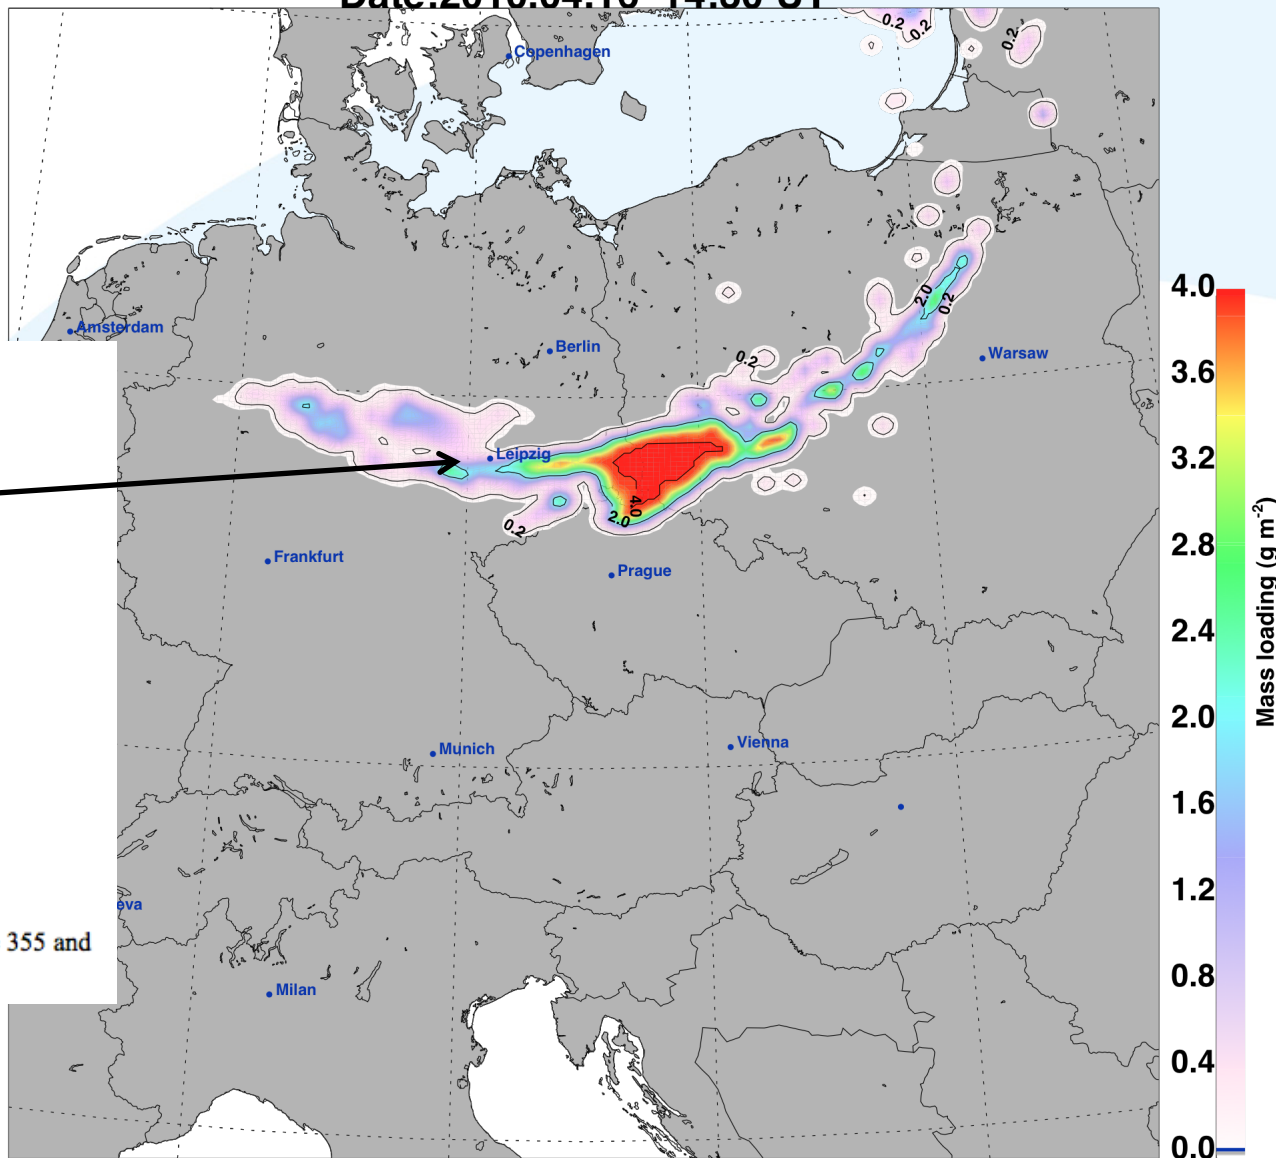 Copenhagen
0.2
0.2
0.2
Amsterdam
Berlin
Warsaw
2.0
0.2
0.2
Leipzig
4.0
2.0
0.2
Frankfurt
Prague
Munich
Vienna
eva
355 and
Milan
4.0
3.6
3.2
2.8
2.4
2.0
1.6
1.2
0.8
0.4
0.0
Mass loading (g m-2)